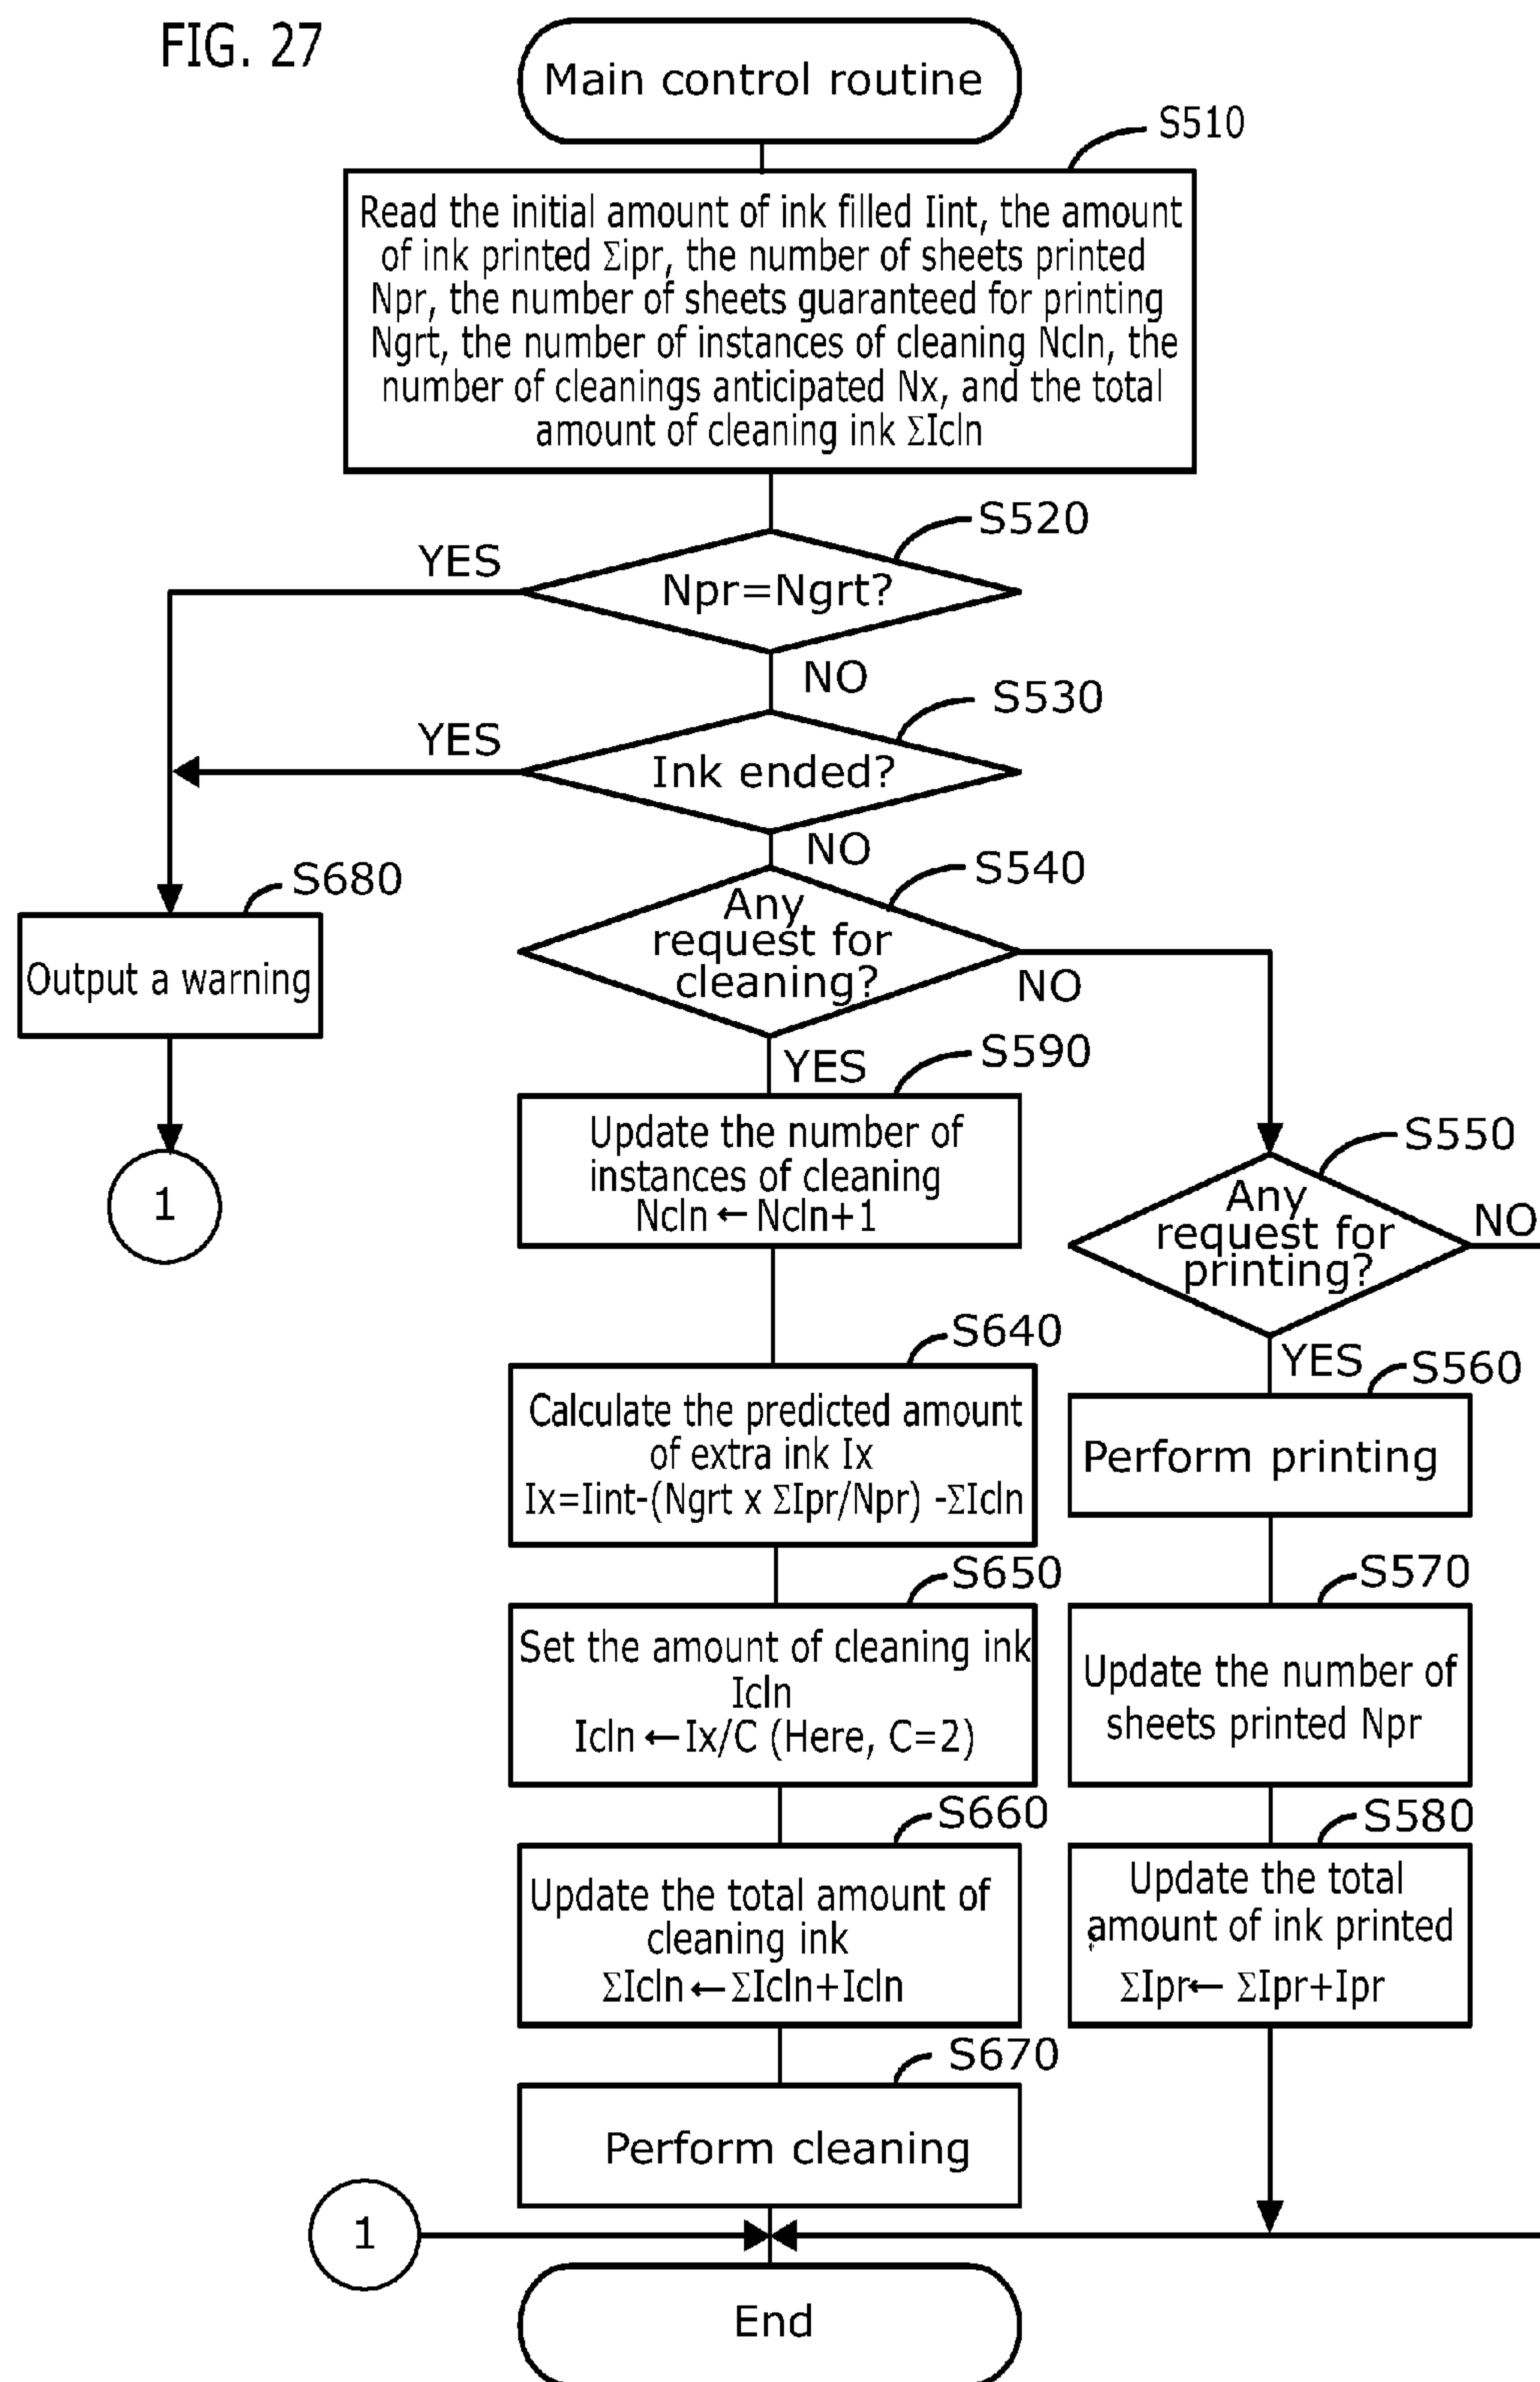 FIG. 27
Main control routine
S510
Read the initial amount of ink filled Iint, the amount
of ink printed Σipr, the number of sheets printed
Npr, the number of sheets guaranteed for printing
Ngrt, the number of instances of cleaning Ncln, the
number of cleanings anticipated Nx, and the total
amount of cleaning ink ΣIcln
S520
YES
Npr=Ngrt?
NO
S530
YES
Ink ended?
NO
S540
S680
Any
request for
cleaning?
NO
Output a warning
YES
S590
1
Update the number of
instances of cleaning
Ncln ← Ncln+1
S550
Any
request for
printing?
NO
YES
S640
Calculate the predicted amount
of extra ink Ix
Ix=Iint-(Ngrt x ΣIpr/Npr) -ΣIcln
S560
Perform printing
S650
Set the amount of cleaning ink
Icln
Icln ← Ix/C (Here, C=2)
S570
Update the number of
sheets printed Npr
S660
Update the total amount of
cleaning ink
ΣIcln ← ΣIcln+Icln
S580
Update the total
amount of ink printed
ΣIpr← ΣIpr+Ipr
S670
Perform cleaning
1
End